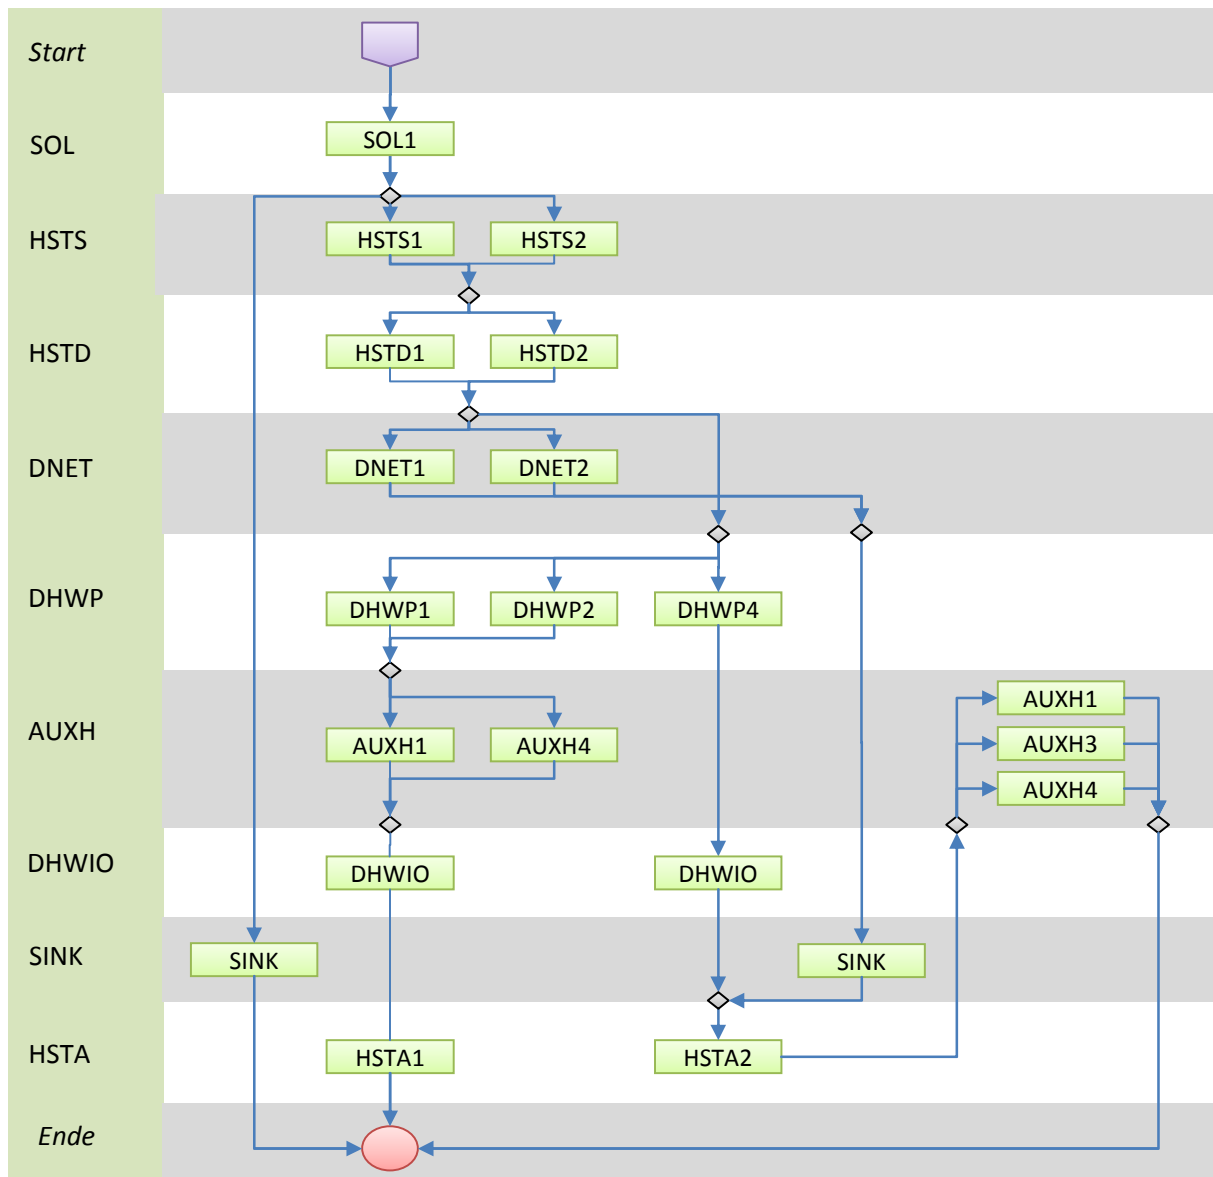 Start
SOL
SOL1
HSTS
HSTS1
HSTS2
HSTD
HSTD1
HSTD2
DNET
DNET1
DNET2
DHWP
DHWP1
DHWP2
DHWP4
AUXH
AUXH1
AUXH4
AUXH1
AUXH3
AUXH4
DHWIO
DHWIO
DHWIO
SINK
SINK
SINK
HSTA
HSTA1
HSTA2
Ende